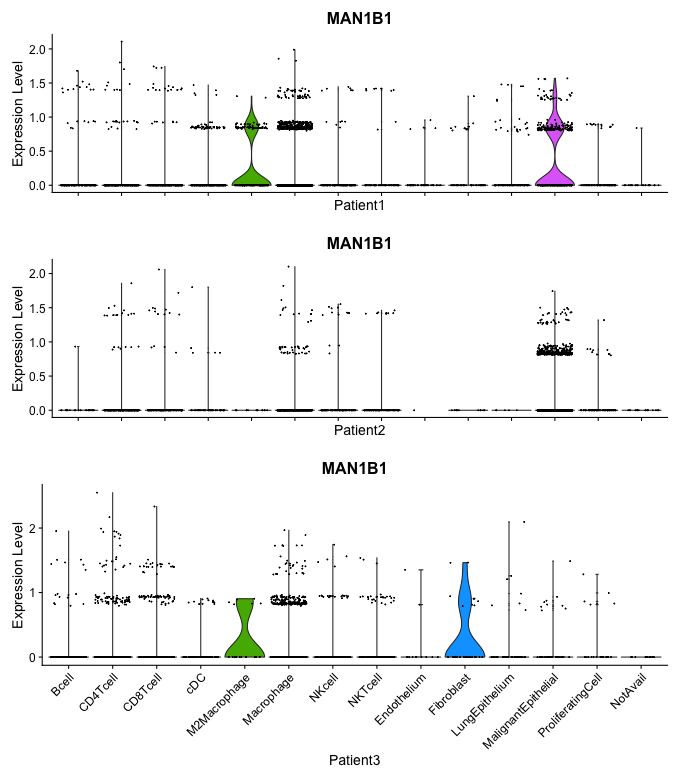 MAN1B1
Expression Level
2.0
1.5
1.0
0.5
0.0
Patient1
MAN1B1
Expression Level
2.0
1.5
1.0
0.5
0.0
Patient2
MAN1B1
Expression Level
2
1
0
Bcell
CD4Tcell
CD8Tcell
cDC
M2Macrophage
Macrophage
NKcell
NKTcell
Endothelium
Fibroblast
LungEpithelium
MalignantEpithelial
ProliferatingCell
NotAvail
Patient3